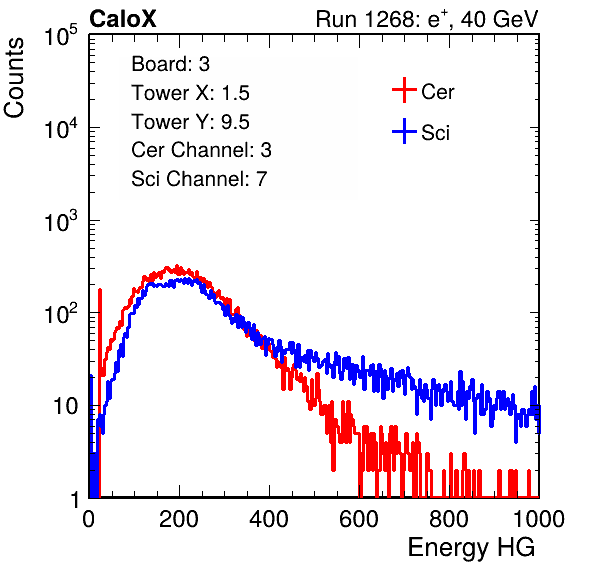 CaloX Run 1268: e⁺, 40 GeV
Counts
Board: 3
Tower X: 1.5
Tower Y: 9.5
Cer Channel: 3
Sci Channel: 7
Cer
Sci
10⁵
10⁴
10³
10²
10
1
0 200 400 600 800 1000
Energy HG